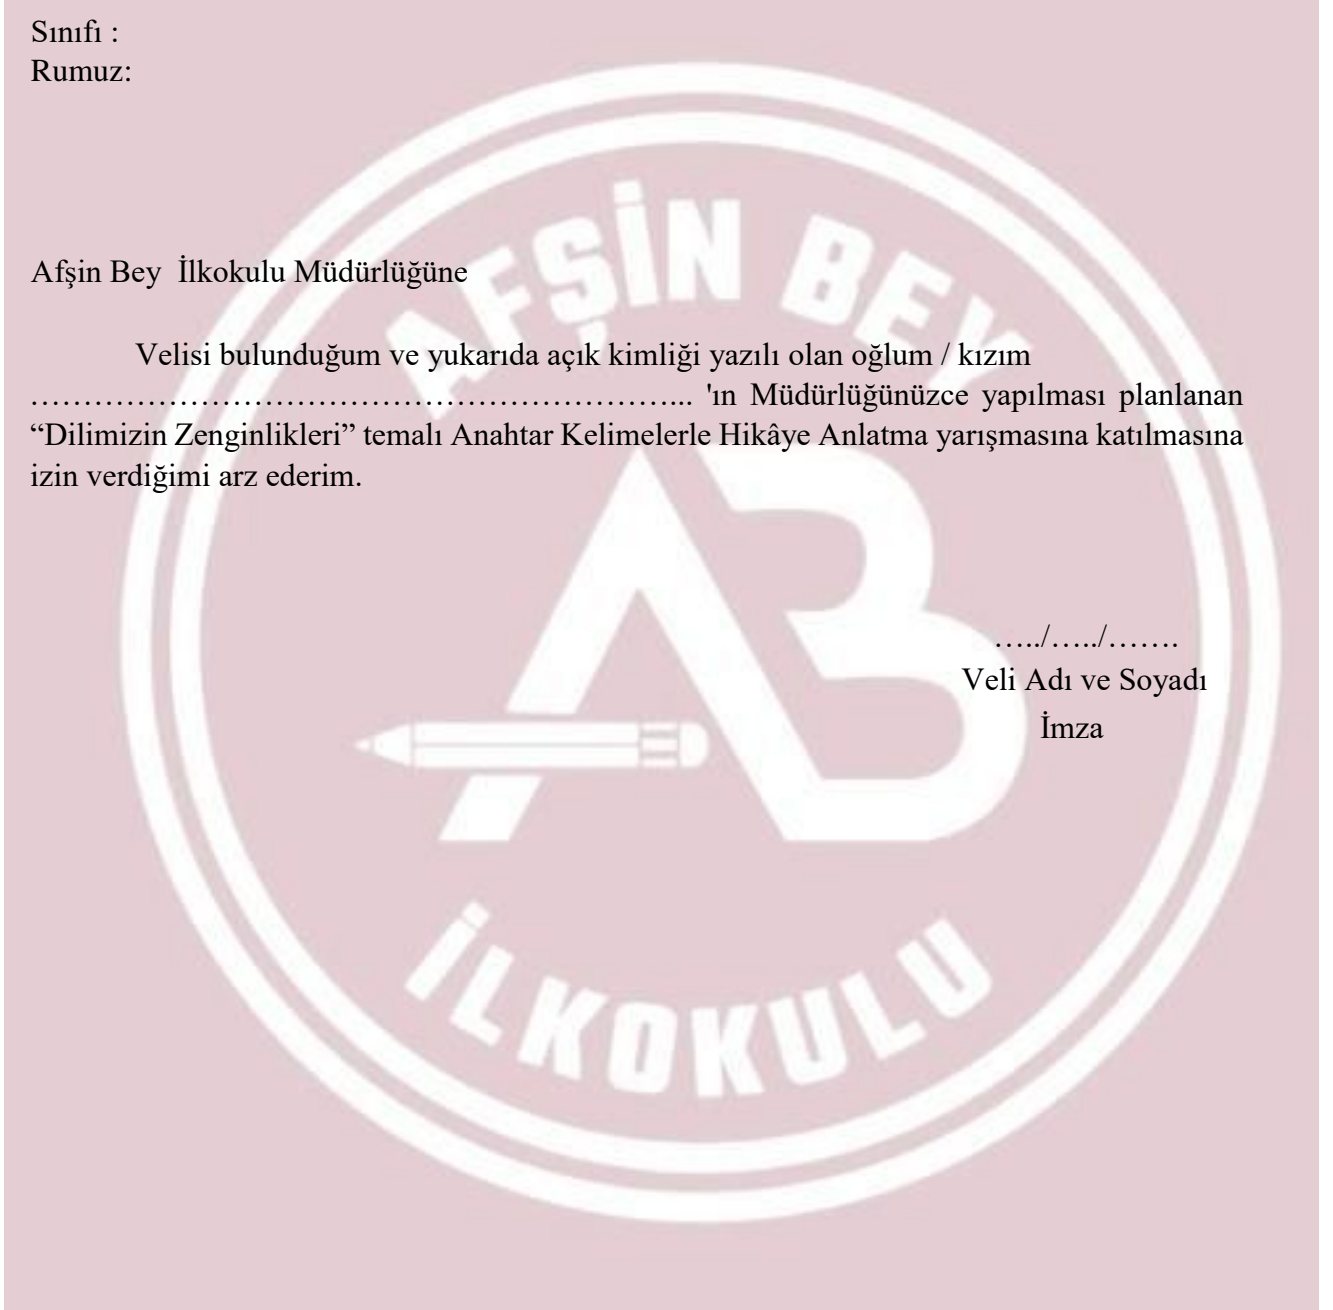 Sınıfı :
Rumuz:
AFŞİN BEY
Afşin Bey  İlkokulu Müdürlüğüne
Velisi bulunduğum ve yukarıda açık kimliği yazılı olan oğlum / kızım
……………………………………………………... 'ın Müdürlüğünüzce yapılması planlanan
“Dilimizin Zenginlikleri” temalı Anahtar Kelimelerle Hikâye Anlatma yarışmasına katılmasına
izin verdiğimi arz ederim.
AB
…../…../…….
Veli Adı ve Soyadı
İmza
İLKOKULU